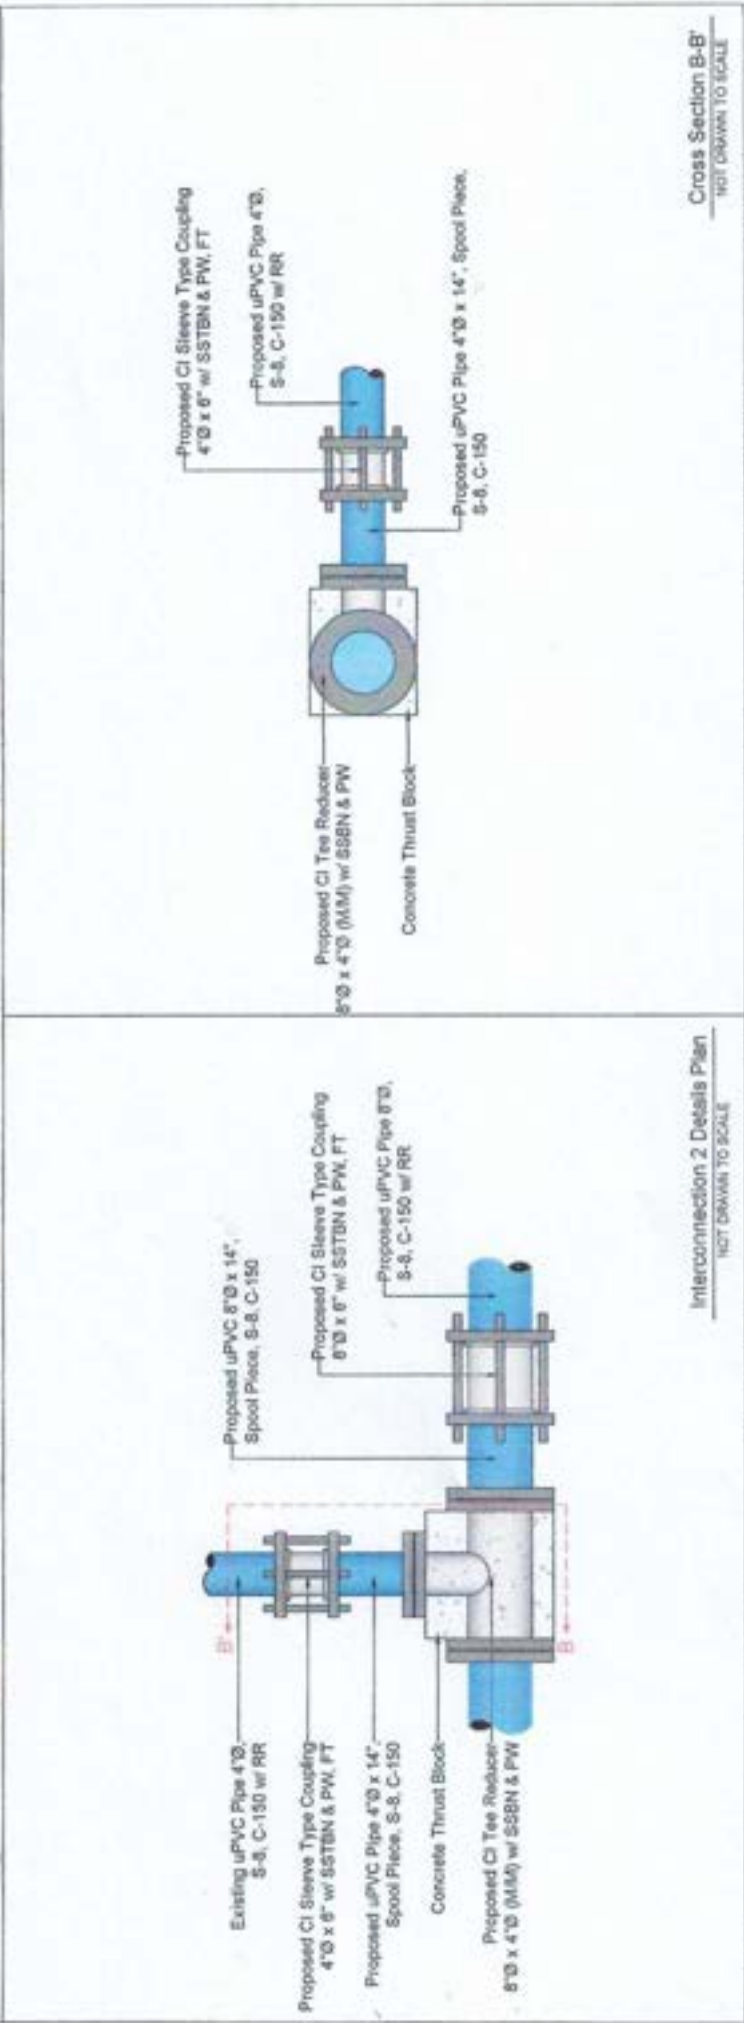 Existing uPVC Pipe 4"Ø,
S-8, C-150 w/ RR
Proposed CI Sleeve Type Coupling
4"Ø x 6" w/ SSTBN & PW, FT
Proposed uPVC Pipe 4"Ø x 14",
Spool Piece, S-8, C-150
Concrete Thrust Block
Proposed CI Tee Reducer
8"Ø x 4"Ø (M/M) w/ SSBN & PW
B'
B
Proposed uPVC 8"Ø x 14",
Spool Piece, S-8, C-150
Proposed CI Sleeve Type Coupling
8"Ø x 6" w/ SSTBN & PW, FT
Proposed uPVC Pipe 8"Ø,
S-8, C-150 w/ RR
Interconnection 2 Details Plan
NOT DRAWN TO SCALE
Proposed CI Tee Reducer
8"Ø x 4"Ø (M/M) w/ SSBN & PW
Concrete Thrust Block
Proposed CI Sleeve Type Coupling
4"Ø x 6" w/ SSTBN & PW, FT
Proposed uPVC Pipe 4"Ø,
S-8, C-150 w/ RR
Proposed uPVC Pipe 4"Ø x 14", Spool Piece,
S-8, C-150
Cross Section B-B'
NOT DRAWN TO SCALE